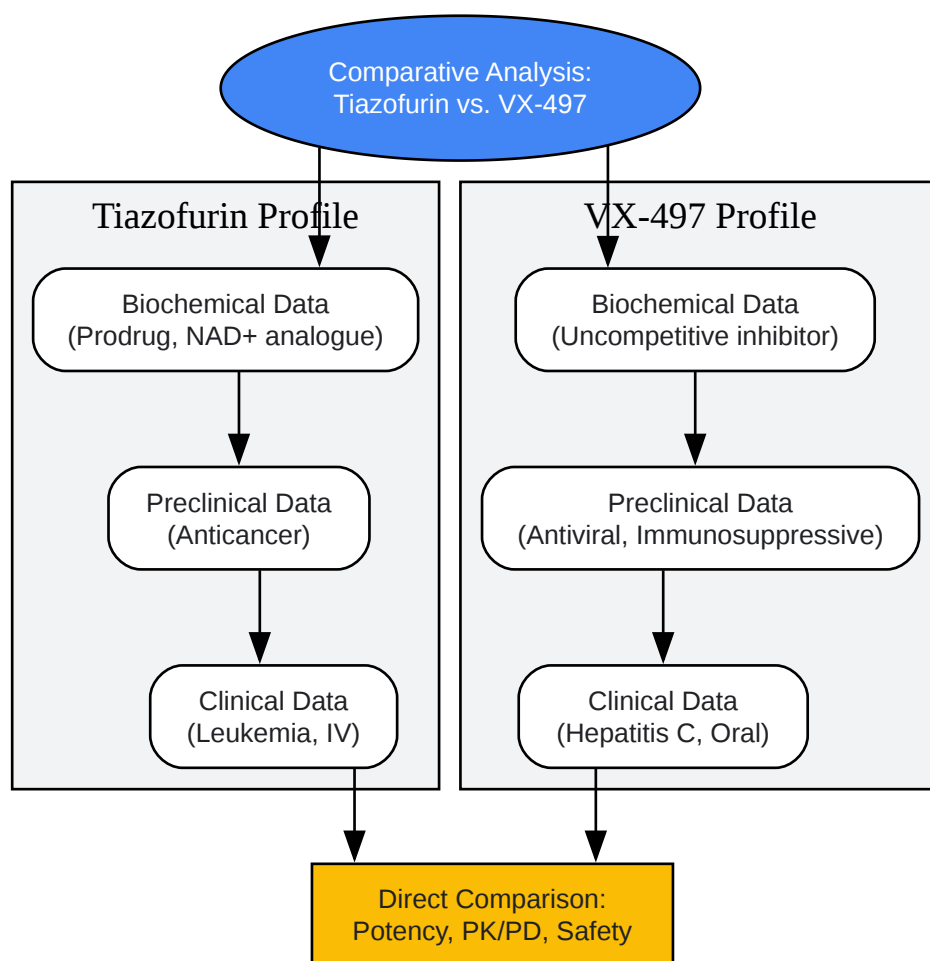 Comparative Analysis:
Tiazofurin vs. VX-497
Tiazofurin Profile
Biochemical Data
(Prodrug, NAD+ analogue)
Preclinical Data
(Anticancer)
Clinical Data
(Leukemia, IV)
VX-497 Profile
Biochemical Data
(Uncompetitive inhibitor)
Preclinical Data
(Antiviral, Immunosuppressive)
Clinical Data
(Hepatitis C, Oral)
Direct Comparison:
Potency, PK/PD, Safety